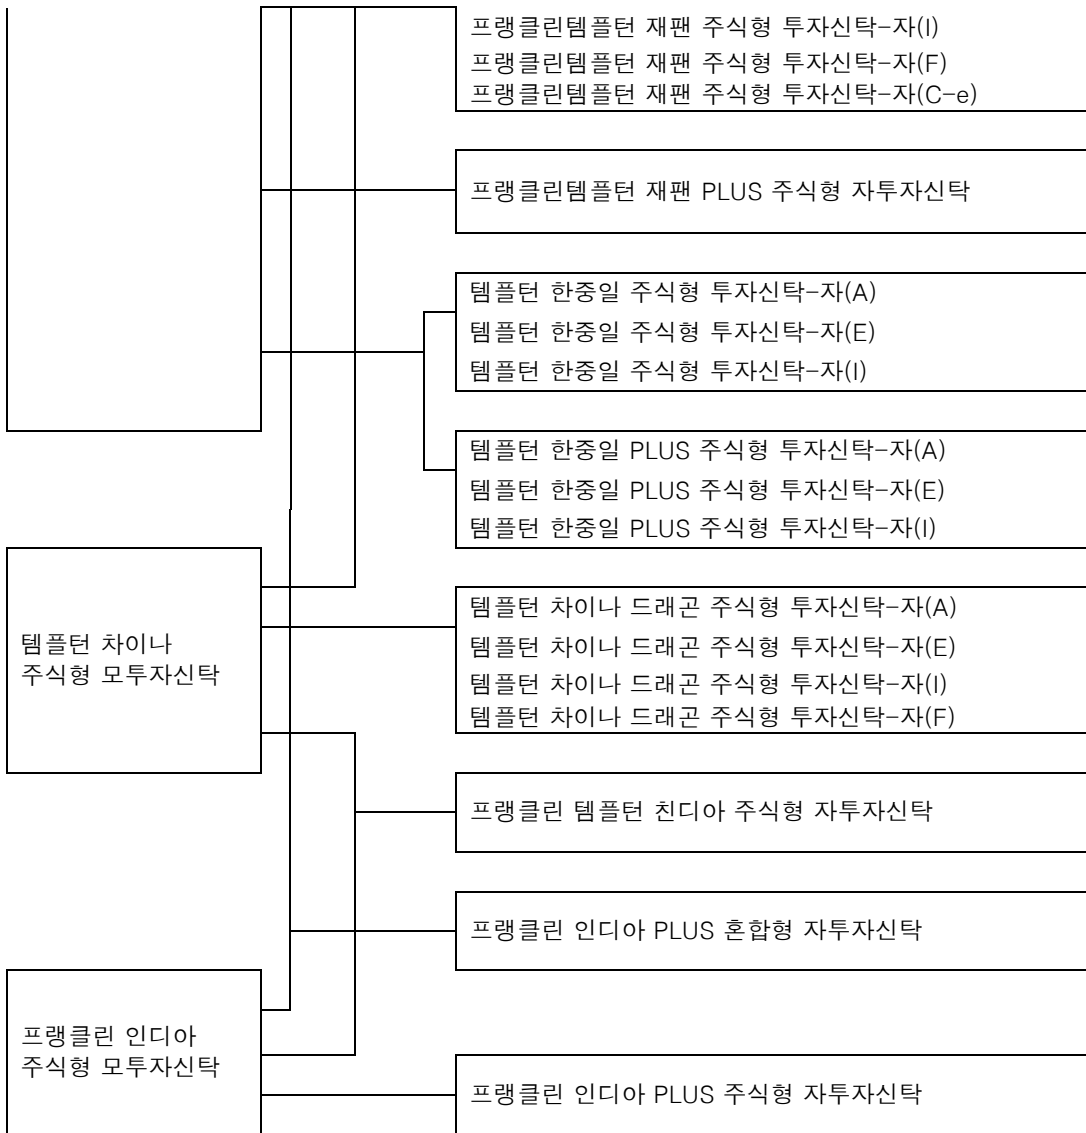 프랭클린템플턴 재팬 주식형 투자신탁-자(I)
프랭클린템플턴 재팬 주식형 투자신탁-자(F)
프랭클린템플턴 재팬 주식형 투자신탁-자(C-e)
프랭클린템플턴 재팬 PLUS 주식형 자투자신탁
템플턴 한중일 주식형 투자신탁-자(A)
템플턴 한중일 주식형 투자신탁-자(E)
템플턴 한중일 주식형 투자신탁-자(I)
템플턴 한중일 PLUS 주식형 투자신탁-자(A)
템플턴 한중일 PLUS 주식형 투자신탁-자(E)
템플턴 한중일 PLUS 주식형 투자신탁-자(I)
템플턴 차이나
주식형 모투자신탁
템플턴 차이나 드래곤 주식형 투자신탁-자(A)
템플턴 차이나 드래곤 주식형 투자신탁-자(E)
템플턴 차이나 드래곤 주식형 투자신탁-자(I)
템플턴 차이나 드래곤 주식형 투자신탁-자(F)
프랭클린 템플턴 친디아 주식형 자투자신탁
프랭클린 인디아 PLUS 혼합형 자투자신탁
프랭클린 인디아
주식형 모투자신탁
프랭클린 인디아 PLUS 주식형 자투자신탁